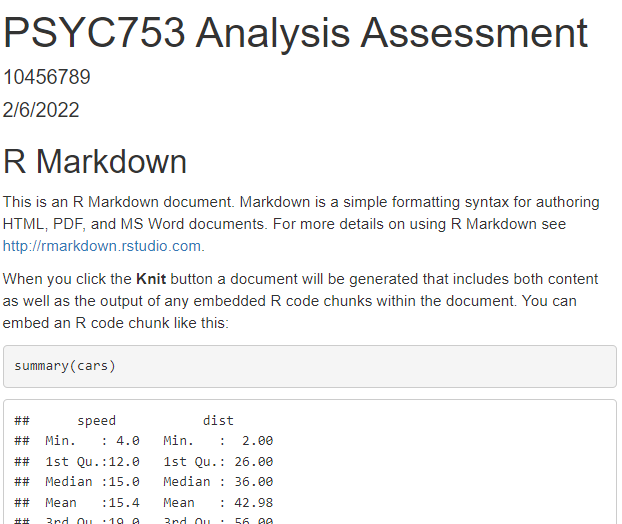 PSYC753 Analysis Assessment
10456789
2/6/2022
R Markdown
This is an R Markdown document. Markdown is a simple formatting syntax for authoring
HTML, PDF, and MS Word documents. For more details on using R Markdown see
http://rmarkdown.rstudio.com.
When you click the Knit button a document will be generated that includes both content
as well as the output of any embedded R code chunks within the document. You can
embed an R code chunk like this:
summary(cars)
##      speed           dist
##  Min.   : 4.0   Min.   :  2.00
##  1st Qu.:12.0   1st Qu.: 26.00
##  Median :15.0   Median : 36.00
##  Mean   :15.4   Mean   : 42.98
##  3rd Qu.:19.0   3rd Qu.: 56.00